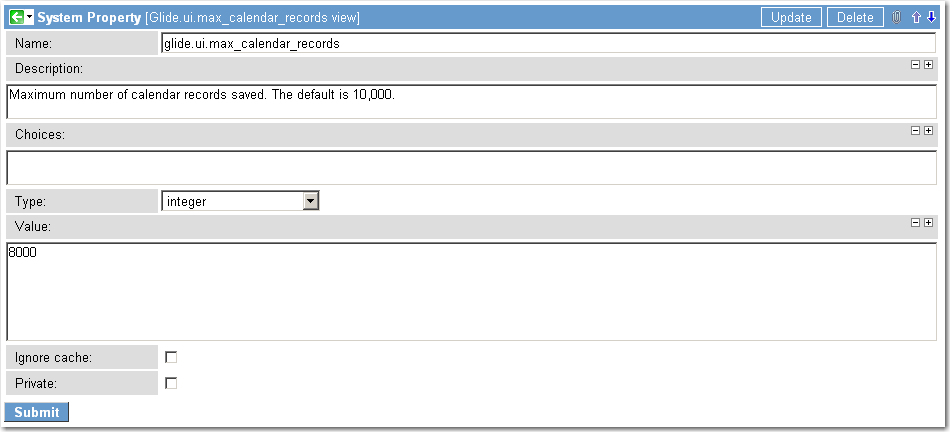 System Property [Glide.ui.max_calendar_records view] Update Delete
Name: glide.ui.max_calendar_records
Description:
Maximum number of calendar records saved. The default is 10,000.
Choices:
Type: integer
Value:
8000
Ignore cache:
Private:
Submit